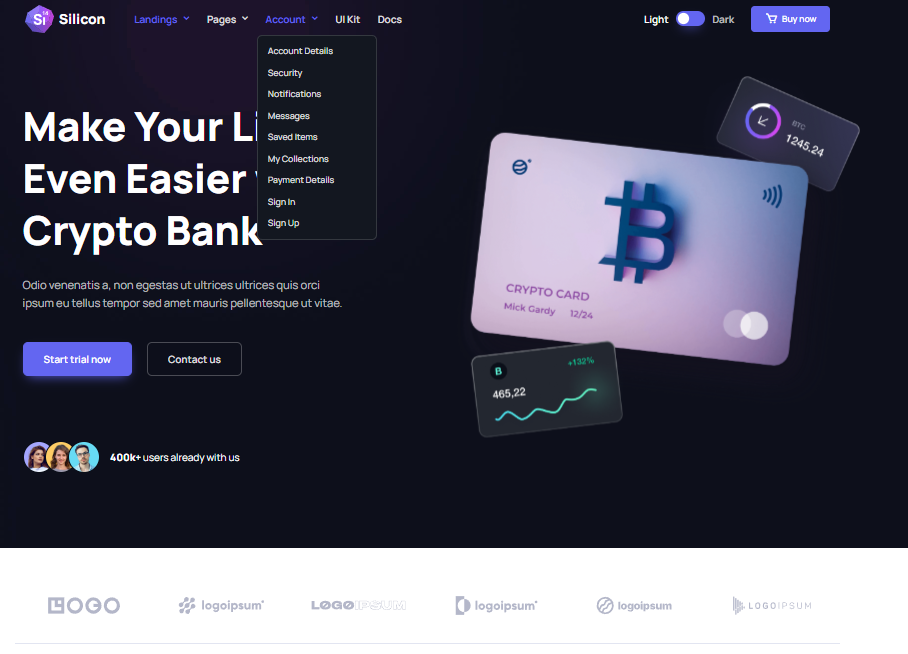 Si
14
Silicon
Landings
Pages
Account
UI Kit
Docs
Light
Dark
Buy now
Account Details
Security
Notifications
Messages
Saved Items
My Collections
Payment Details
Sign In
Sign Up
Make Your Li
Even Easier
Crypto Bank
Odio venenatis a, non egestas ut ultrices ultrices quis orci
ipsum eu tellus tempor sed amet mauris pellentesque ut vitae.
Start trial now
Contact us
400k+ users already with us
BTC
1245.24
CRYPTO CARD
Mick Gardy 12/24
B
+132%
465,22
LOGO
logoipsum
LOGOIPSUM
logoipsum
logoipsum
LOGOIPSUM